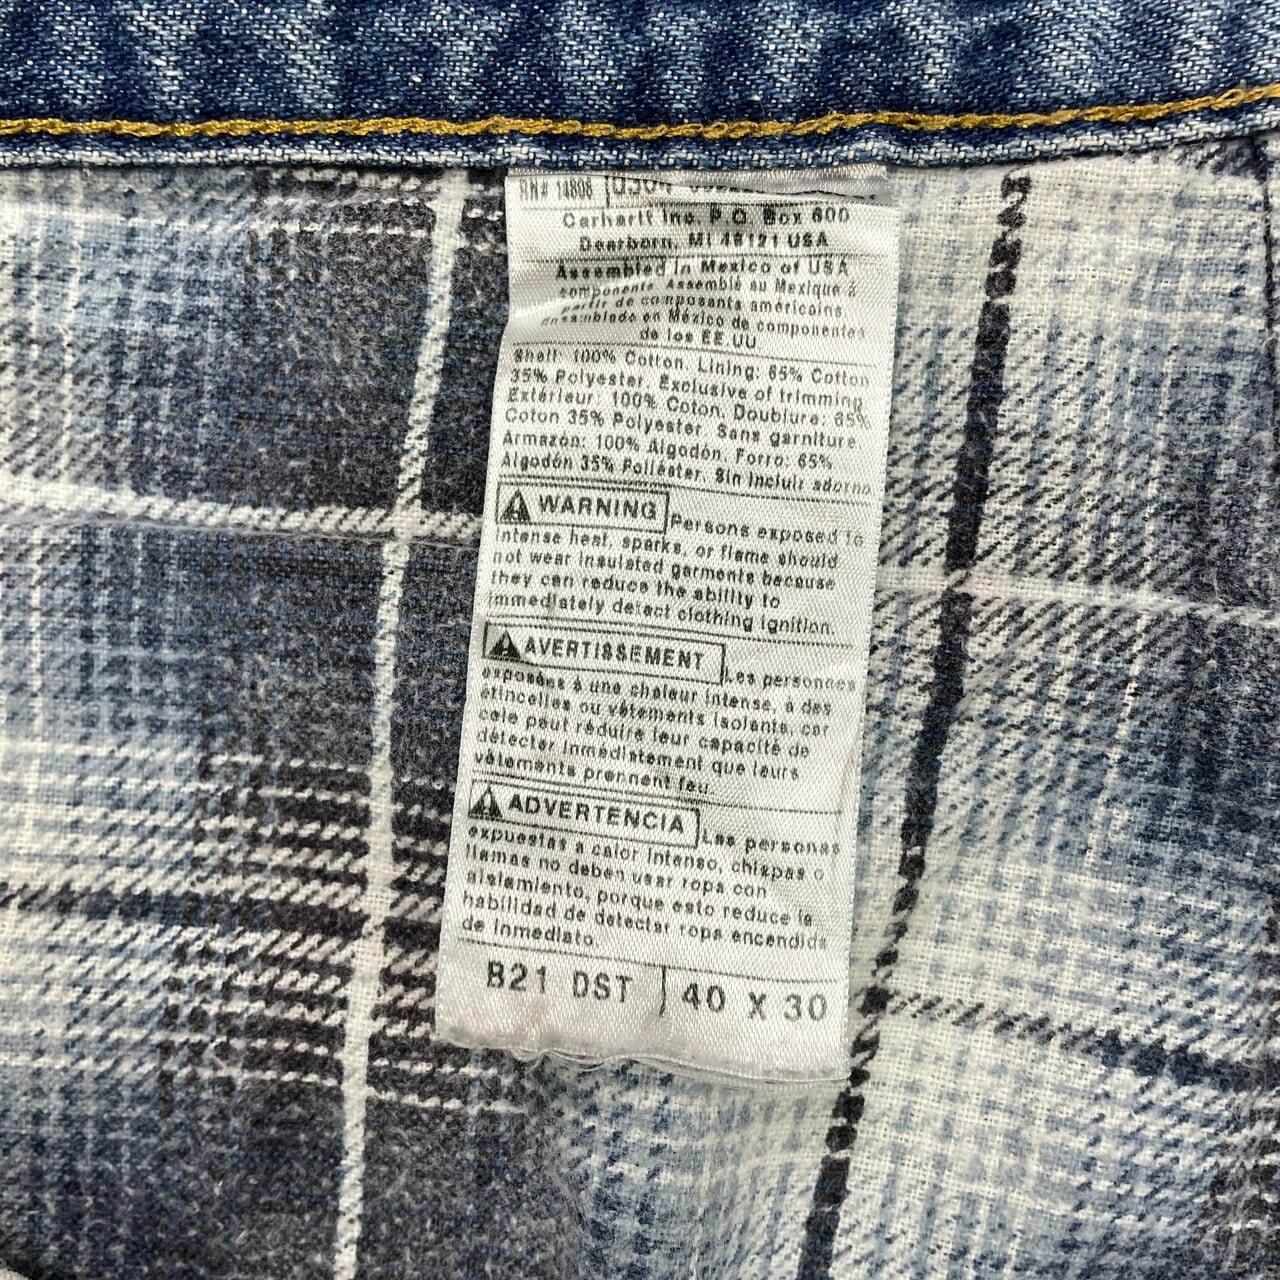 RN# 14806
Carhartt Inc. P.O. Box 600
Dearborn, MI 48121 USA
Assembled in Mexico of USA
components Assemblé au Mexique à
partir de composants américains
Ensamblado en México de componentes
de los EE.UU
Shell: 100% Cotton. Lining: 65% Cotton
35% Polyester. Exclusive of trimming
Extérieur: 100% Coton. Doublure: 65%
Coton 35% Polyester. Sans garniture
Armazón: 100% Algodón. Forro: 65%
Algodón 35% Poliéster. Sin incluir adorno
WARNING Persons exposed to
intense heat, sparks, or flame should
not wear insulated garments because
they can reduce the ability to
immediately detect clothing ignition.
AVERTISSEMENT Les personnes
exposées à une chaleur intense, à des
étincelles ou vêtements isolants, car
cele peut réduire leur capacité de
détecter immédiatement que leurs
vêtements prennent feu.
ADVERTENCIA Las personas
expuestas a calor intenso, chispas o
llamas no deben usar ropa con
aislamiento, porque esto reduce la
habilidad de detectar ropa encendida
de inmediato.
B21 DST 40 X 30